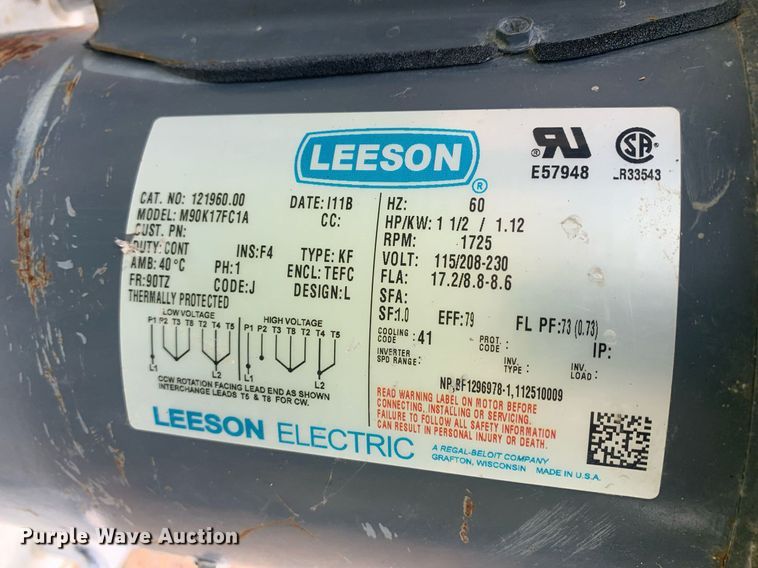 LEESON
®
®
E57948
LR33543
CAT. NO: 121960.00 DATE: I11B
MODEL: M90K17FC1A CC:
CUST. PN:
DUTY: CONT INS:F4 TYPE: KF
AMB: 40°C PH:1 ENCL: TEFC
FR:90TZ CODE:J DESIGN:L
THERMALLY PROTECTED
LOW VOLTAGE
P1 P2 T3 T8 T2 T4 T5
L1 L2
HIGH VOLTAGE
P1 P2 T3 T8 T2 T4 T5
L1 L2
CCW ROTATION FACING LEAD END AS SHOWN
INTERCHANGE LEADS T5 & T8 FOR CW.
HZ: 60
HP/KW: 1 1/2 / 1.12
RPM: 1725
VOLT: 115/208-230
FLA: 17.2/8.8-8.6
SFA:
SF:1.0 EFF:79 FL PF:73 (0.73)
COOLING CODE : 41 PROT. CODE : IP:
INVERTER SPD RANGE: INV. TYPE : INV. LOAD :
NP,BF1296978-1,112510009
READ WARNING LABEL ON MOTOR BEFORE
CONNECTING, INSTALLING OR SERVICING.
FAILURE TO FOLLOW ALL SAFETY INFORMATION
CAN RESULT IN PERSONAL INJURY OR DEATH.
LEESON ELECTRIC
A REGAL-BELOIT COMPANY
GRAFTON, WISCONSIN MADE IN U.S.A.
Purple Wave Auction